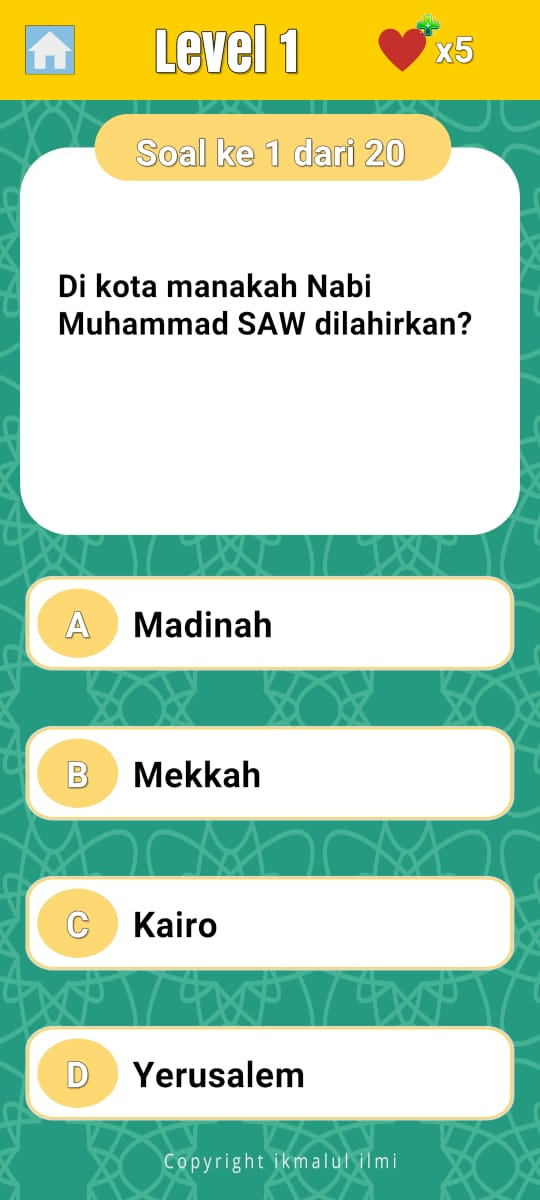 Level 1
x5
Soal ke 1 dari 20
Di kota manakah Nabi
Muhammad SAW dilahirkan?
A Madinah
B Mekkah
C Kairo
D Yerusalem
Copyright ikmalul ilmi